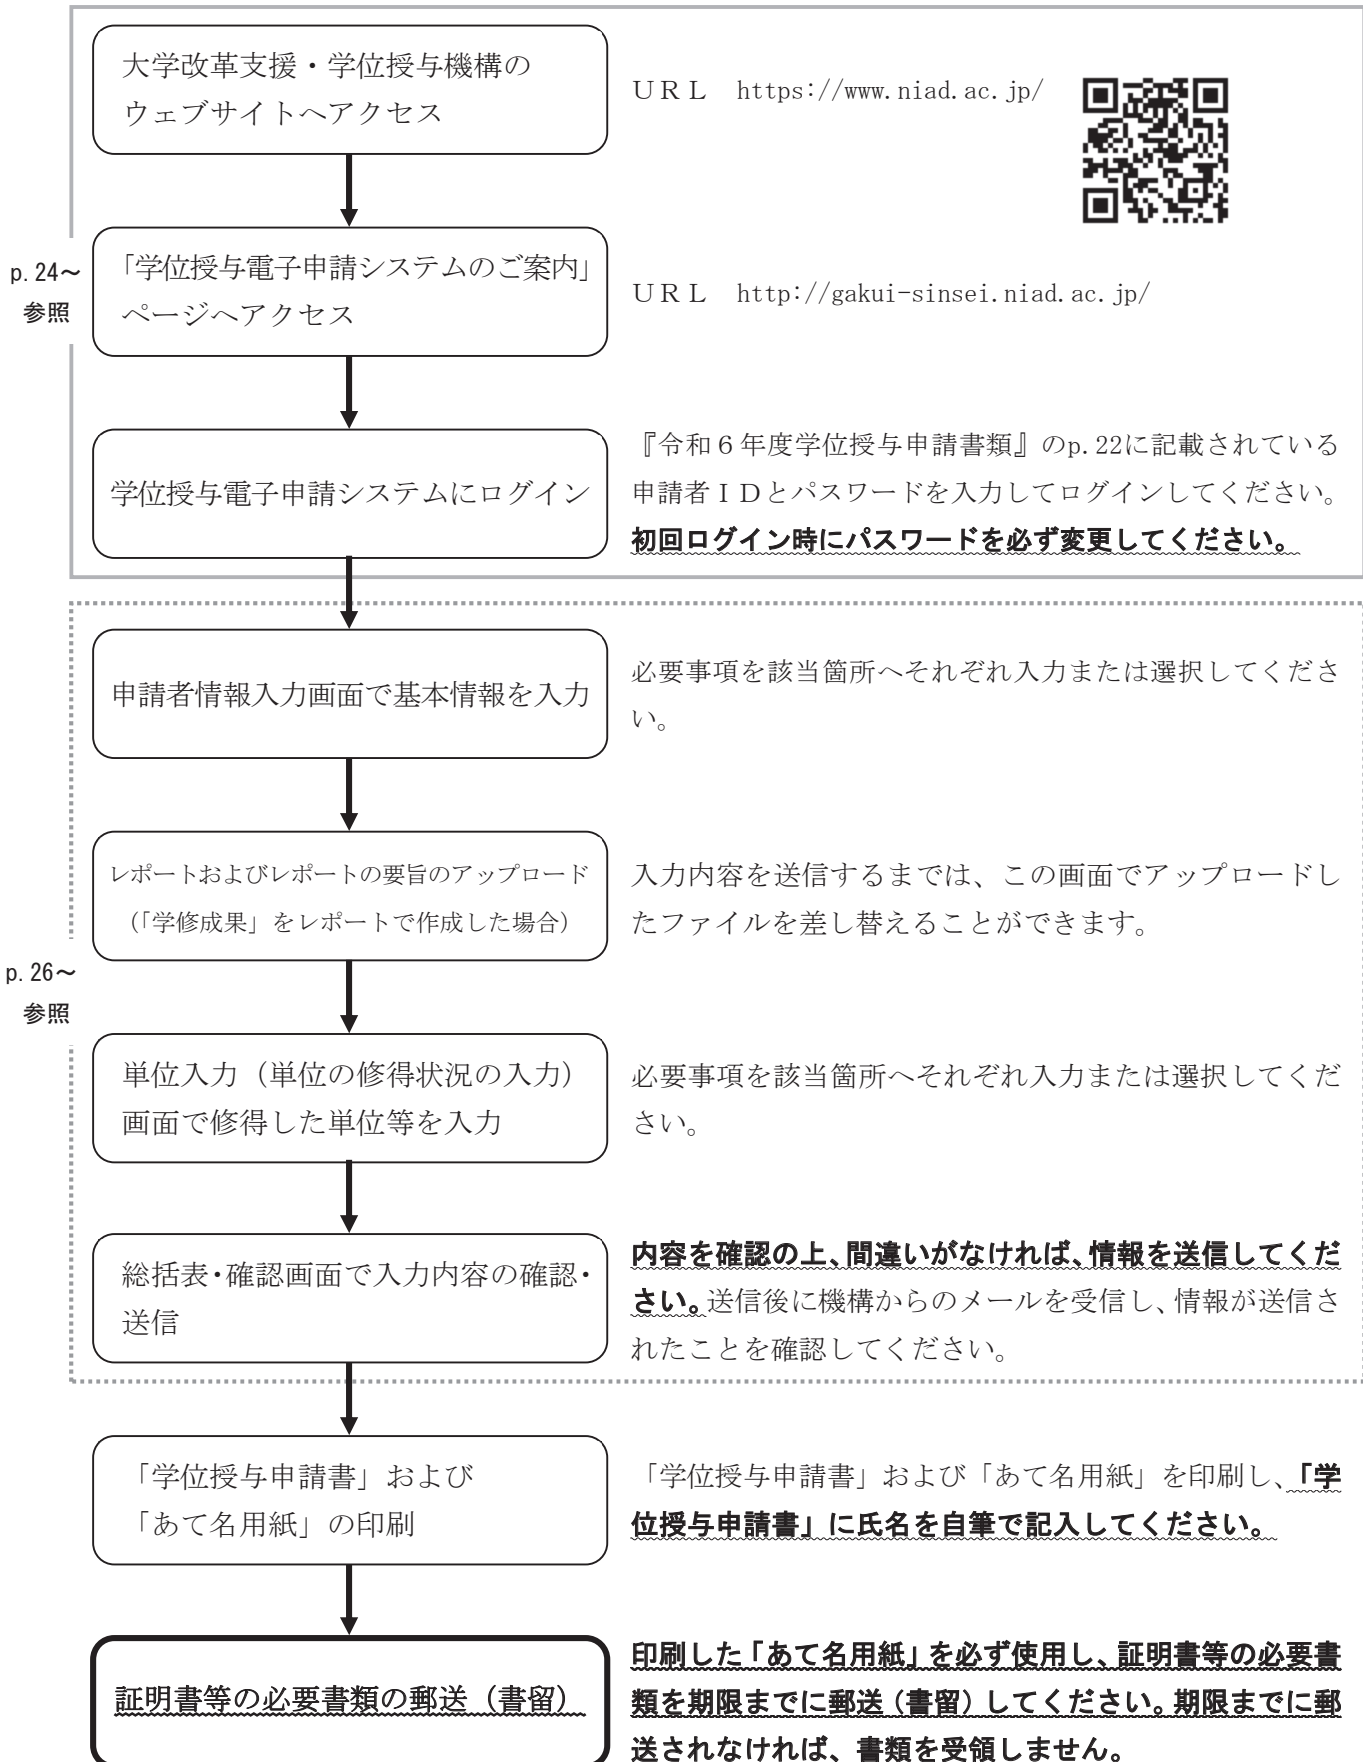 大学改革支援・学位授与機構の
ウェブサイトへアクセス
ＵＲＬ　https://www.niad.ac.jp/
p.24～
参照
「学位授与電子申請システムのご案内」
ページへアクセス
ＵＲＬ　http://gakui-sinsei.niad.ac.jp/
学位授与電子申請システムにログイン
『令和６年度学位授与申請書類』のp.22に記載されている
申請者ＩＤとパスワードを入力してログインしてください。
初回ログイン時にパスワードを必ず変更してください。
申請者情報入力画面で基本情報を入力
必要事項を該当箇所へそれぞれ入力または選択してくださ
い。
レポートおよびレポートの要旨のアップロード
（「学修成果」をレポートで作成した場合）
入力内容を送信するまでは、この画面でアップロードし
たファイルを差し替えることができます。
p.26～
参照
単位入力（単位の修得状況の入力）
画面で修得した単位等を入力
必要事項を該当箇所へそれぞれ入力または選択してくだ
さい。
総括表・確認画面で入力内容の確認・
送信
内容を確認の上、間違いがなければ、情報を送信してくだ
さい。送信後に機構からのメールを受信し、情報が送信さ
れたことを確認してください。
「学位授与申請書」および
「あて名用紙」の印刷
「学位授与申請書」および「あて名用紙」を印刷し、「学
位授与申請書」に氏名を自筆で記入してください。
証明書等の必要書類の郵送（書留）
印刷した「あて名用紙」を必ず使用し、証明書等の必要書
類を期限までに郵送（書留）してください。期限までに郵
送されなければ、書類を受領しません。